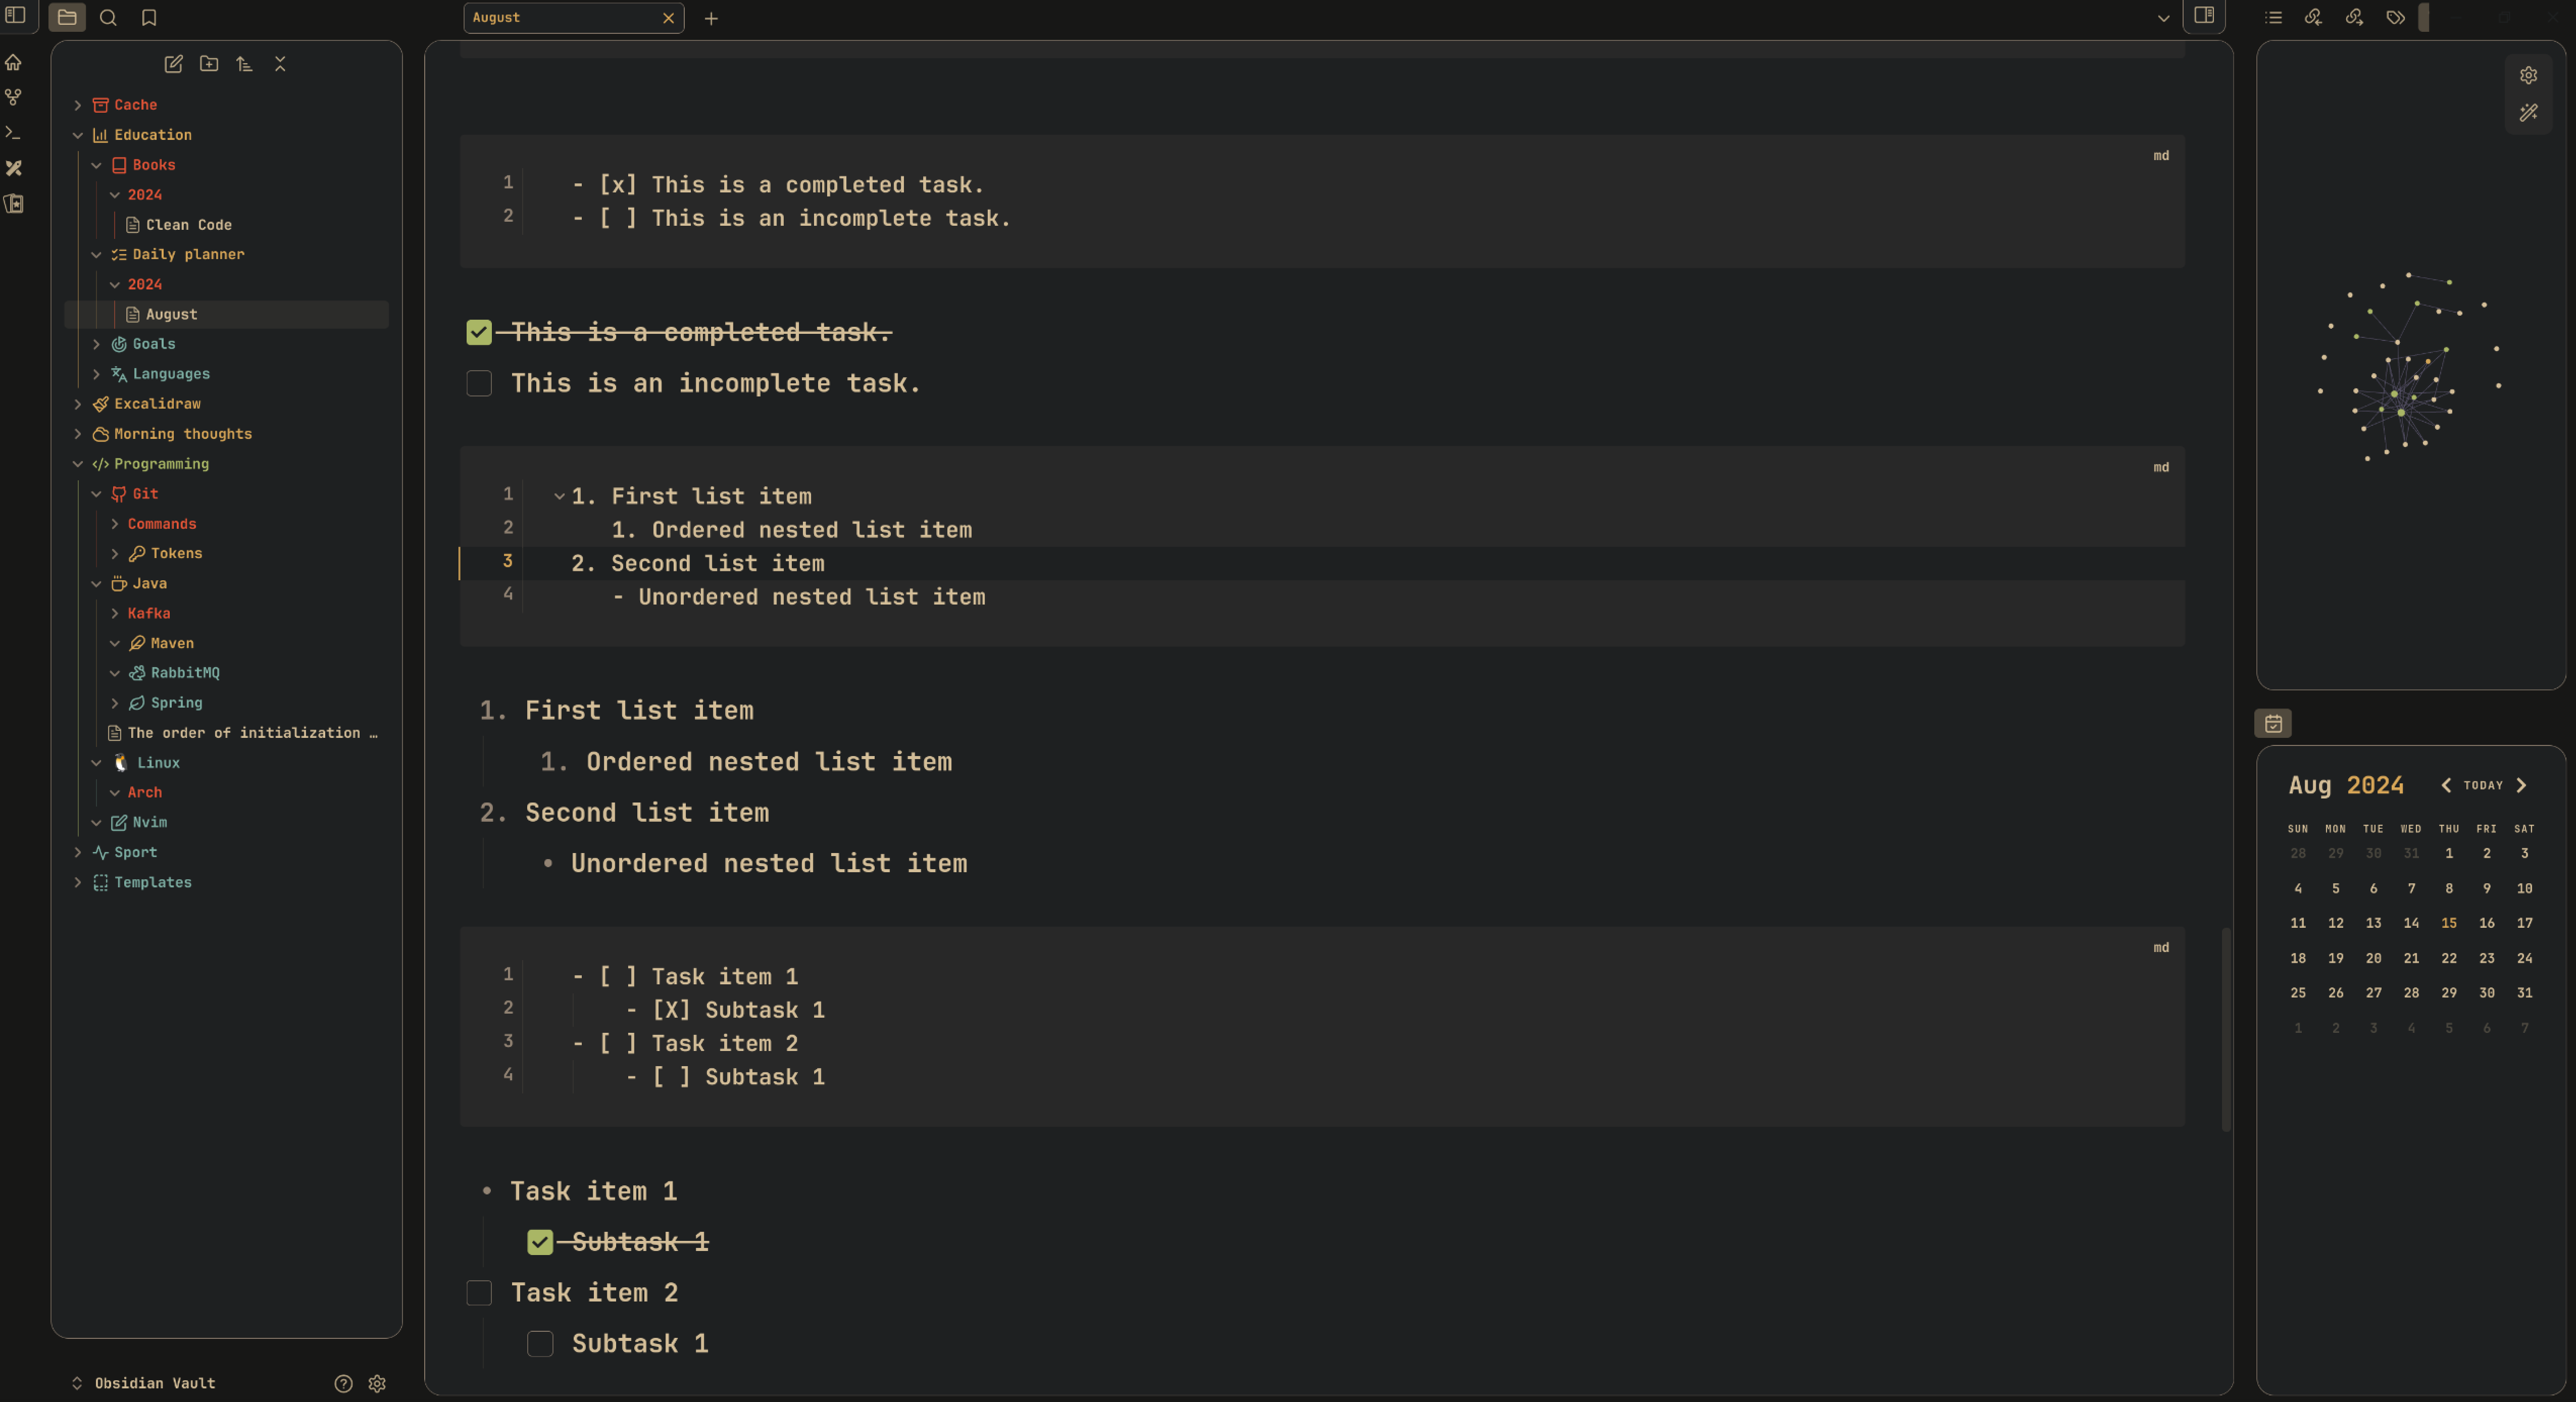 August
Cache
Education
Books
2024
Clean Code
Daily planner
2024
August
Goals
Languages
Excalidraw
Morning thoughts
Programming
Git
Commands
Tokens
Java
Kafka
Maven
RabbitMQ
Spring
The order of initialization …
Linux
Arch
Nvim
Sport
Templates
Obsidian Vault
md
1 - [x] This is a completed task.
2 - [ ] This is an incomplete task.
This is a completed task.
This is an incomplete task.
md
1 1. First list item
2 1. Ordered nested list item
3 2. Second list item
4 - Unordered nested list item
1. First list item
1. Ordered nested list item
2. Second list item
• Unordered nested list item
md
1 - [ ] Task item 1
2 - [X] Subtask 1
3 - [ ] Task item 2
4 - [ ] Subtask 1
• Task item 1
Subtask 1
Task item 2
Subtask 1
Aug 2024 TODAY
SUN MON TUE WED THU FRI SAT
28 29 30 31 1 2 3
4 5 6 7 8 9 10
11 12 13 14 15 16 17
18 19 20 21 22 23 24
25 26 27 28 29 30 31
1 2 3 4 5 6 7